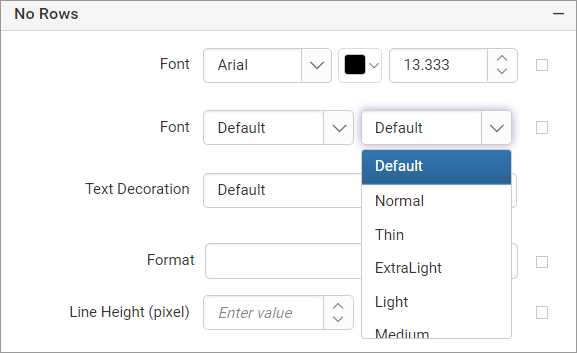 No Rows
Font Arial 13.333
Font Default Default
Default
Text Decoration Default
Normal
Thin
Format
ExtraLight
Light
Line Height (pixel) Enter value
Medium